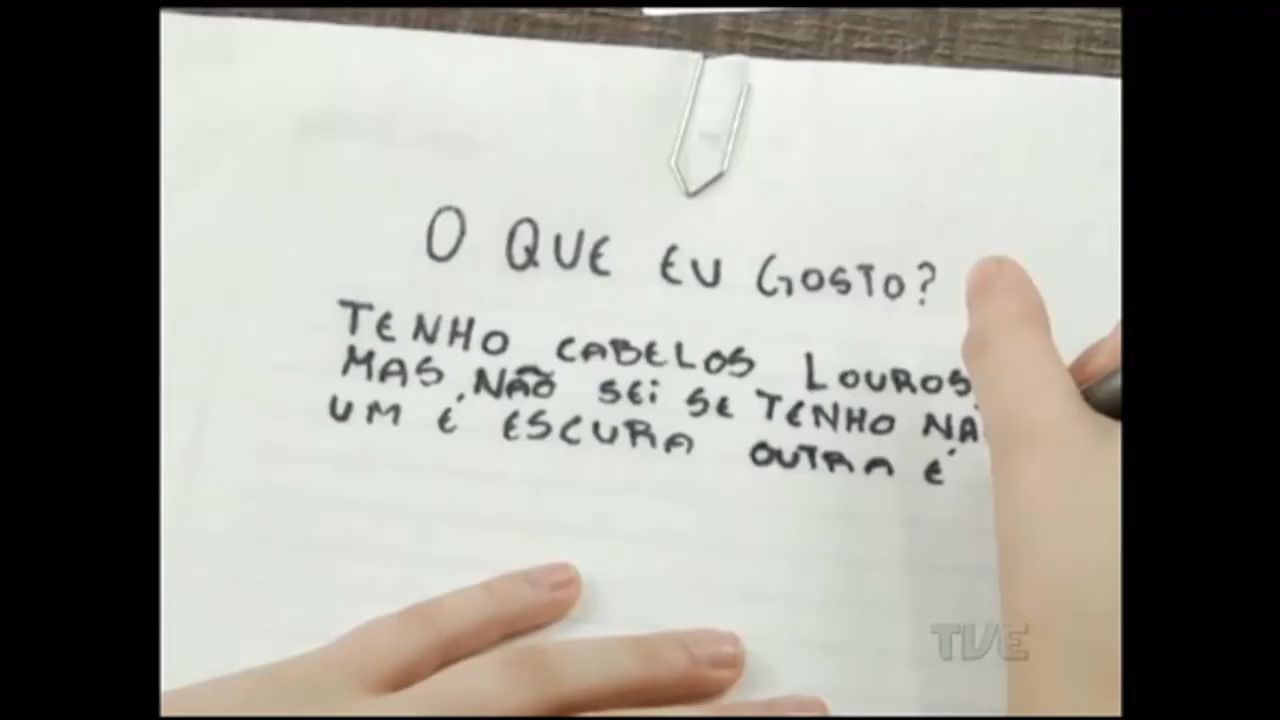 O QUE EU GOSTO?
TENHO CABELOS LOUROS
MAS, NÃO SEI SE TENHO NA
UM É ESCURA OUTRA É
TVE